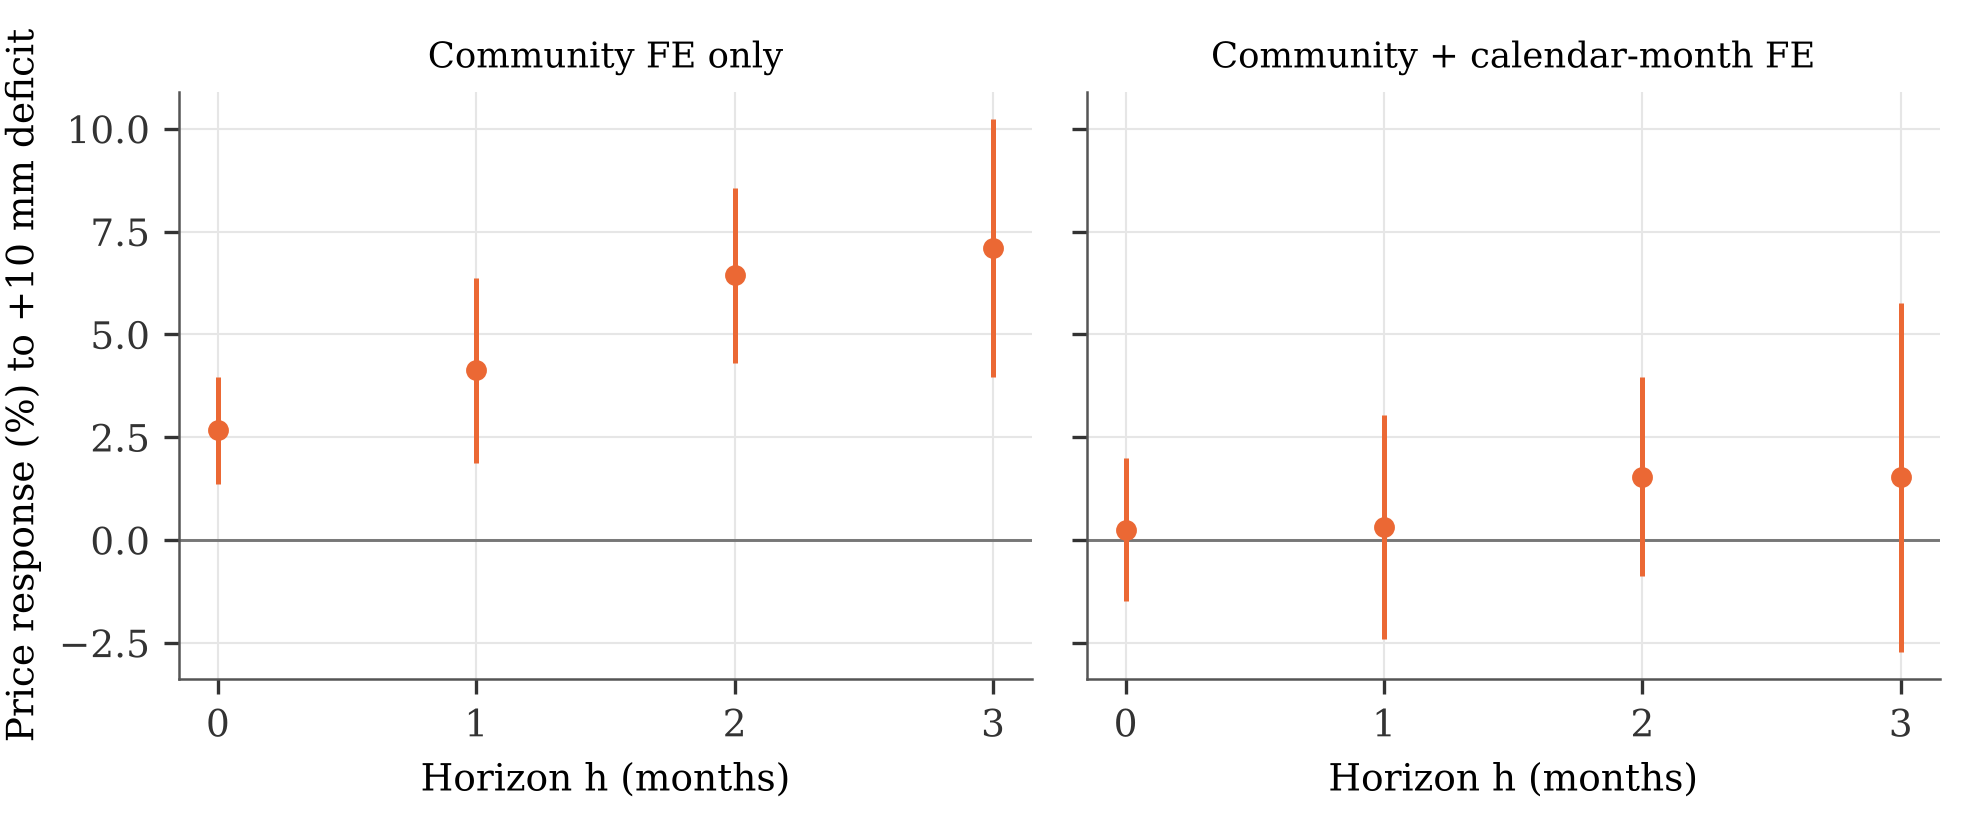 Community FE only
Community + calendar-month FE
Price response (%) to +10 mm deficit
10.0
7.5
5.0
2.5
0.0
−2.5
0 1 2 3
0 1 2 3
Horizon h (months)
Horizon h (months)